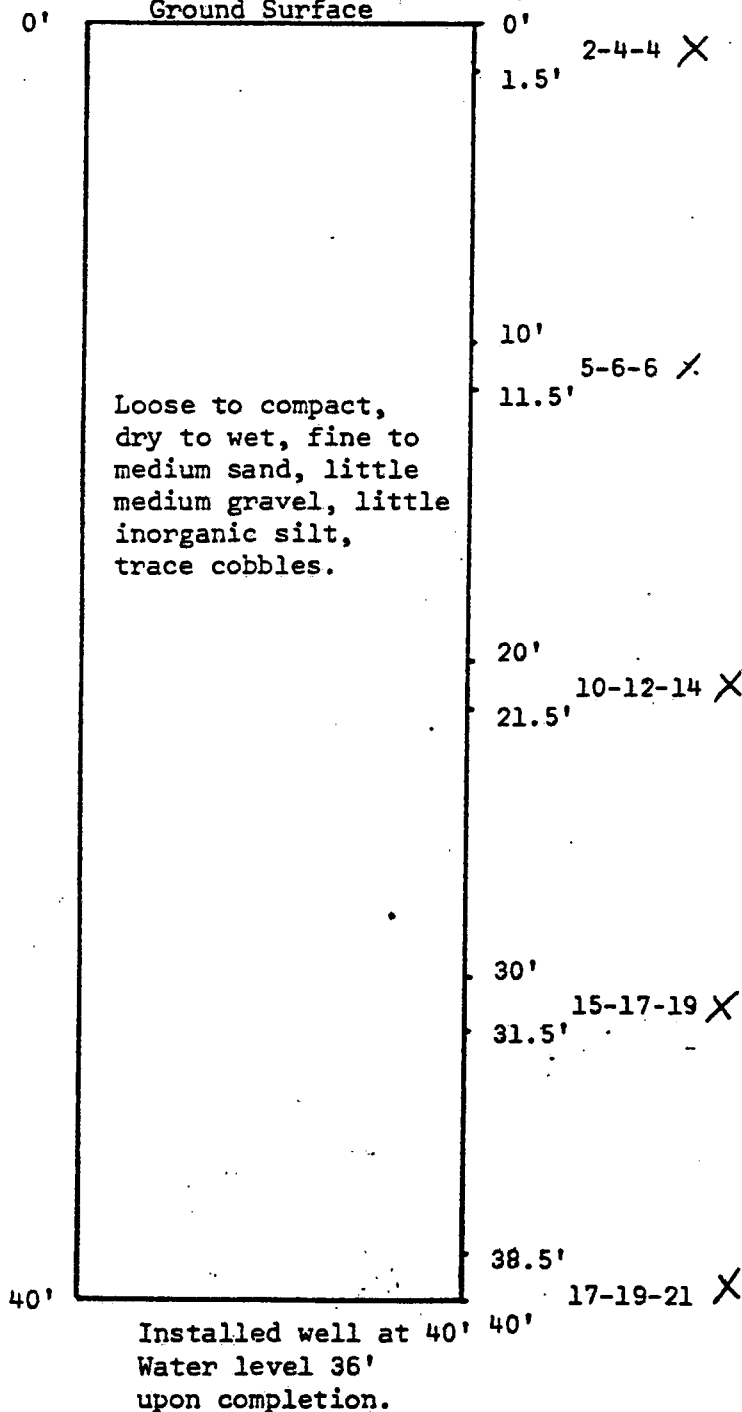 Ground Surface
0' 0'
2-4-4 X
1.5'
10'
5-6-6 X
11.5'
Loose to compact,
dry to wet, fine to
medium sand, little
medium gravel, little
inorganic silt,
trace cobbles.
20'
10-12-14 X
21.5'
30'
15-17-19 X
31.5'
38.5'
17-19-21 X
40' 40'
Installed well at 40'
Water level 36'
upon completion.